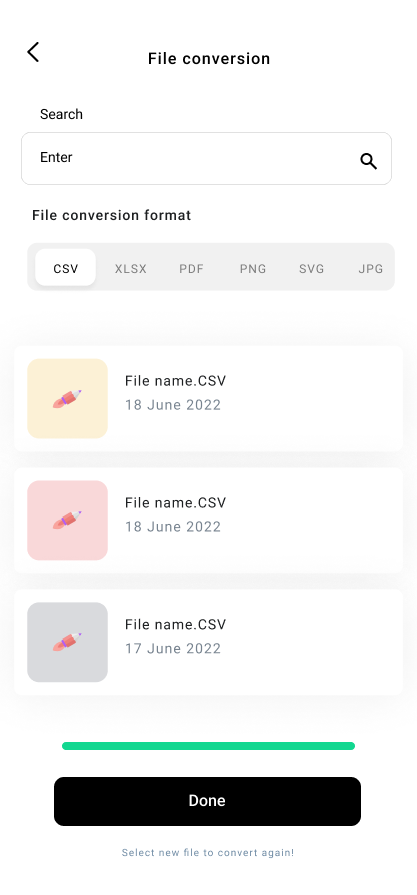 File conversion
Search
Enter
File conversion format
CSV XLSX PDF PNG SVG JPG
File name.CSV
18 June 2022
File name.CSV
18 June 2022
File name.CSV
17 June 2022
Done
Select new file to convert again!